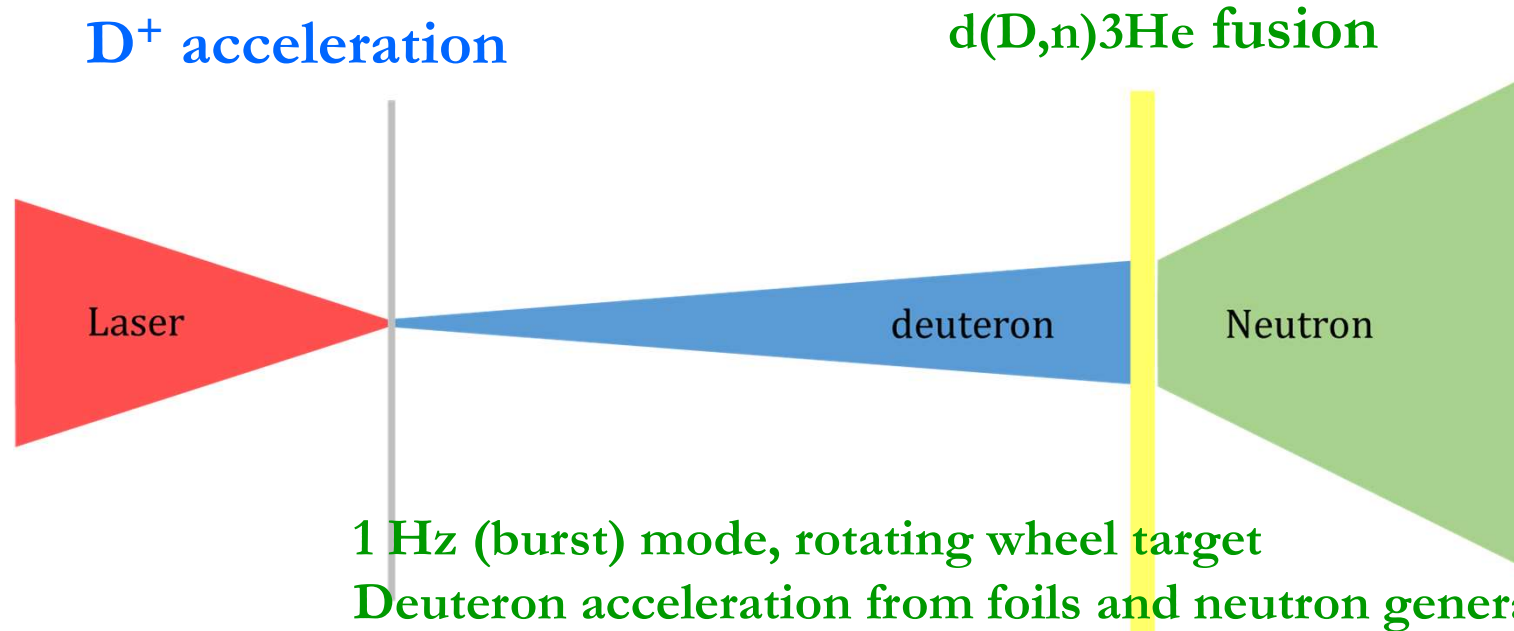 D⁺ acceleration
d(D,n)3He fusion
Laser
deuteron
Neutron
1 Hz (burst) mode, rotating wheel target
Deuteron acceleration from foils and neutron